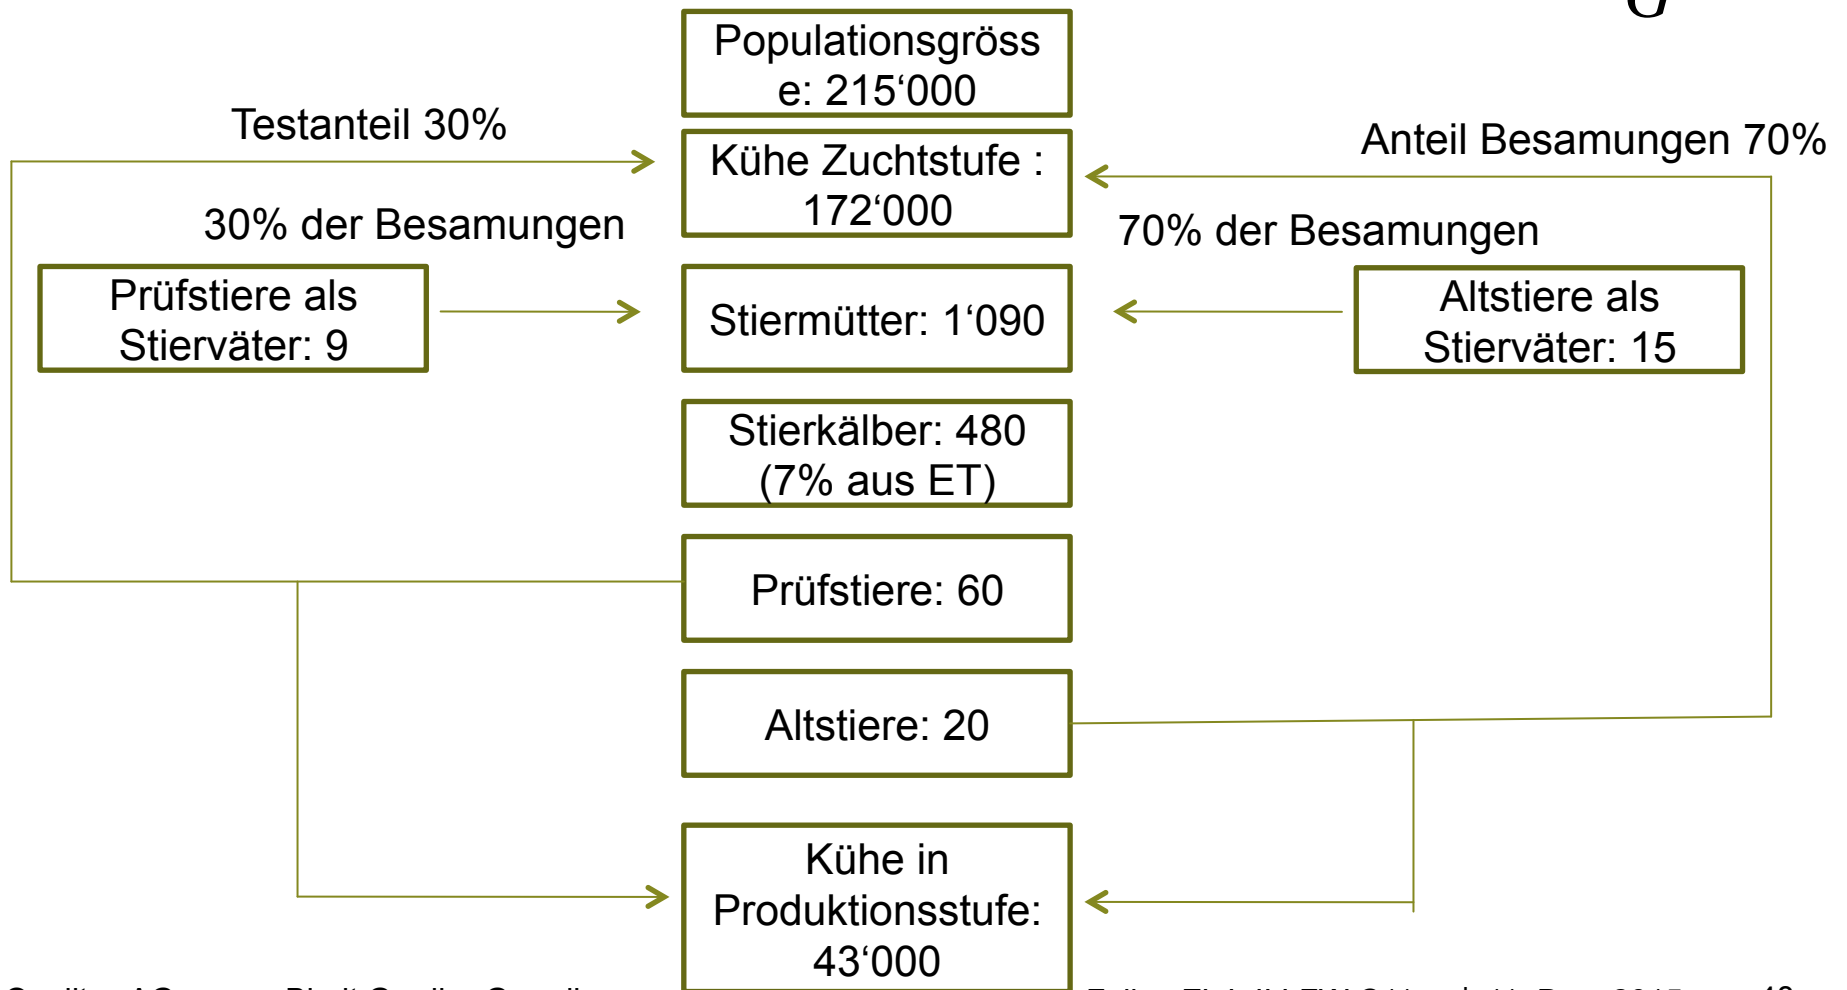 G
Populationsgröss
e: 215‘000
Testanteil 30%
Anteil Besamungen 70%
Kühe Zuchtstufe :
172‘000
30% der Besamungen
70% der Besamungen
Prüfstiere als
Stierväter: 9
Stiermütter: 1‘090
Altstiere als
Stierväter: 15
Stierkälber: 480
(7% aus ET)
Prüfstiere: 60
Altstiere: 20
Kühe in
Produktionsstufe:
43‘000